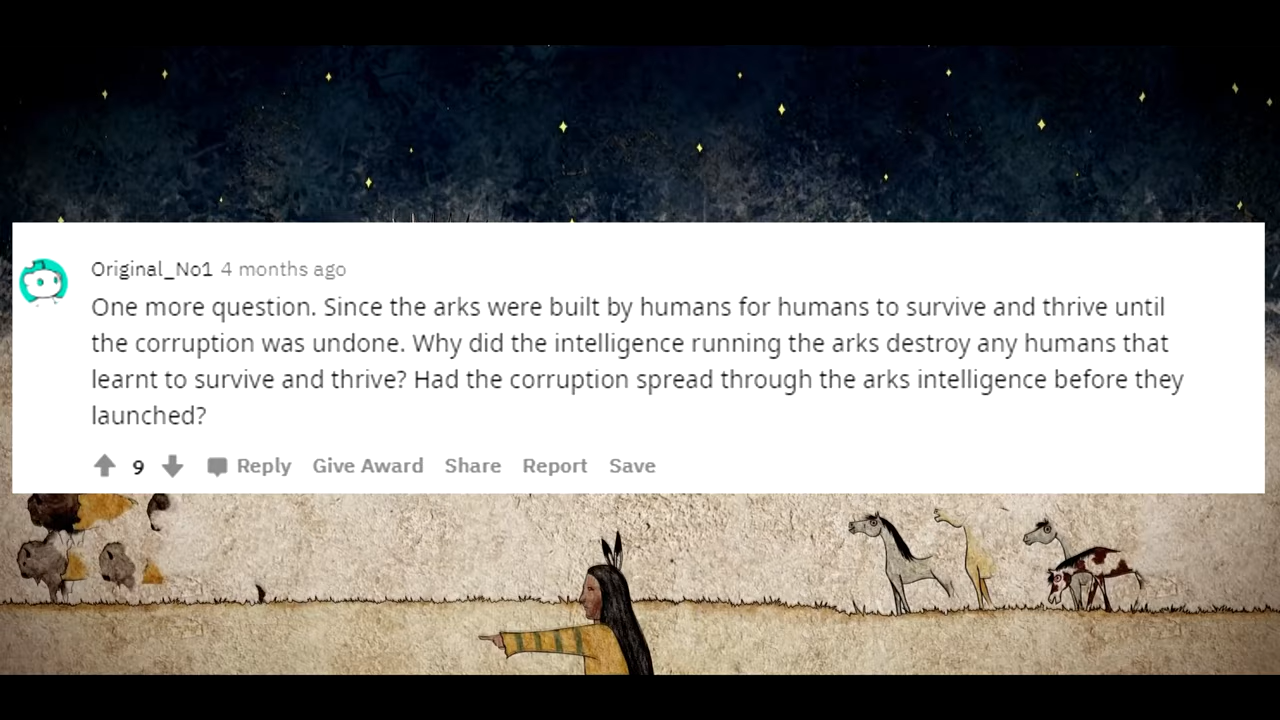 Original_No1 4 months ago
One more question. Since the arks were built by humans for humans to survive and thrive until
the corruption was undone. Why did the intelligence running the arks destroy any humans that
learnt to survive and thrive? Had the corruption spread through the arks intelligence before they
launched?
9 Reply Give Award Share Report Save